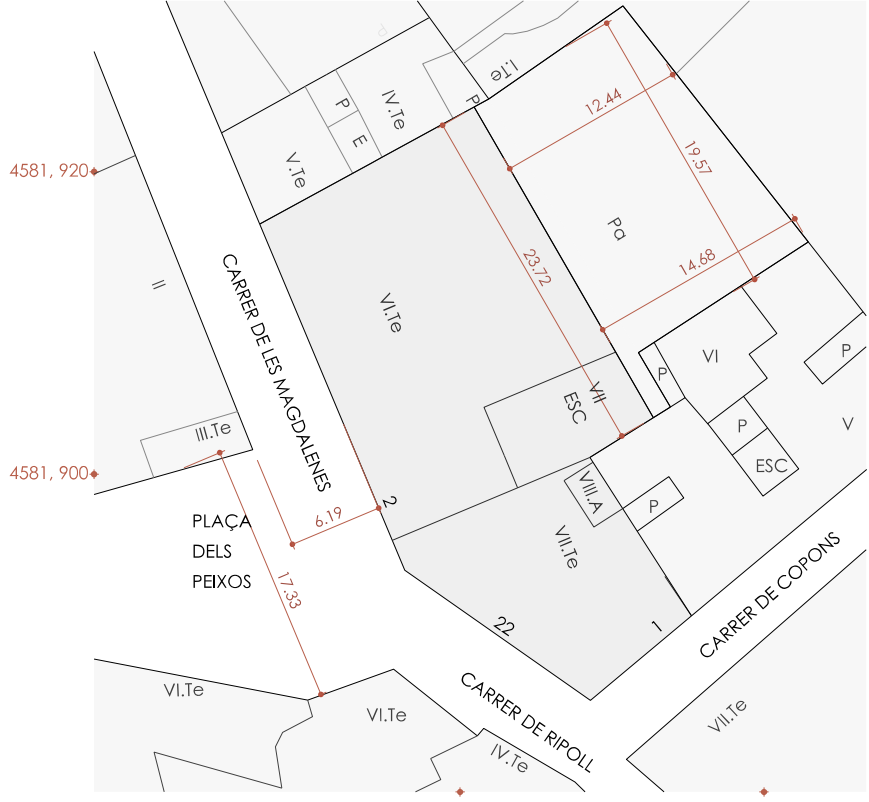 P
I.Te
P
IV.Te
P
E
V.Te
12.44
19.57
4581, 920
Pa
23.72
14.68
II
CARRER DE LES MAGDALENES
VI.Te
VI
P
P
VII
ESC
P
V
III.Te
ESC
4581, 900
VIII.A
P
2
6.19
PLAÇA
DELS
PEIXOS
VII.Te
17.33
22
1
CARRER DE COPONS
VI.Te
VI.Te
CARRER DE RIPOLL
VII.Te
IV.Te